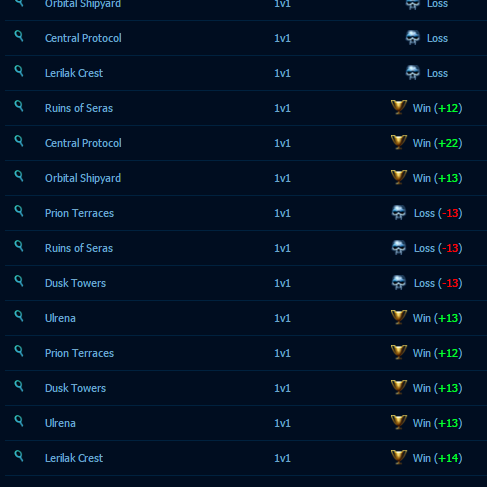 Orbital Shipyard 1v1 Loss
Central Protocol 1v1 Loss
Lerilak Crest 1v1 Loss
Ruins of Seras 1v1 Win (+12)
Central Protocol 1v1 Win (+22)
Orbital Shipyard 1v1 Win (+13)
Prion Terraces 1v1 Loss (-13)
Ruins of Seras 1v1 Loss (-13)
Dusk Towers 1v1 Loss (-13)
Ulrena 1v1 Win (+13)
Prion Terraces 1v1 Win (+12)
Dusk Towers 1v1 Win (+13)
Ulrena 1v1 Win (+13)
Lerilak Crest 1v1 Win (+14)